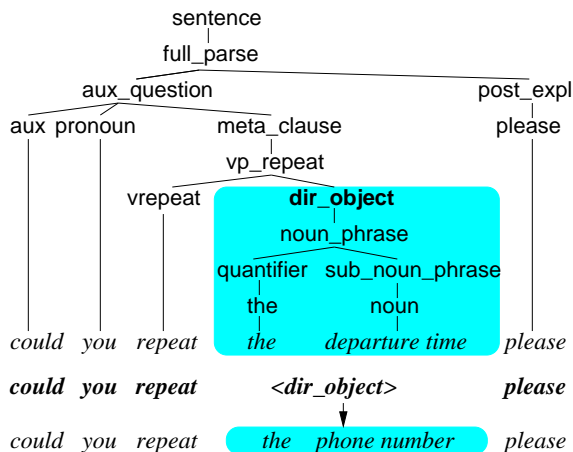 sentence
full_parse
aux_question post_expl
aux pronoun meta_clause please
vp_repeat
vrepeat dir_object
noun_phrase
quantifier sub_noun_phrase
the noun
could you repeat the departure time please
could you repeat <dir_object> please
could you repeat the phone number please